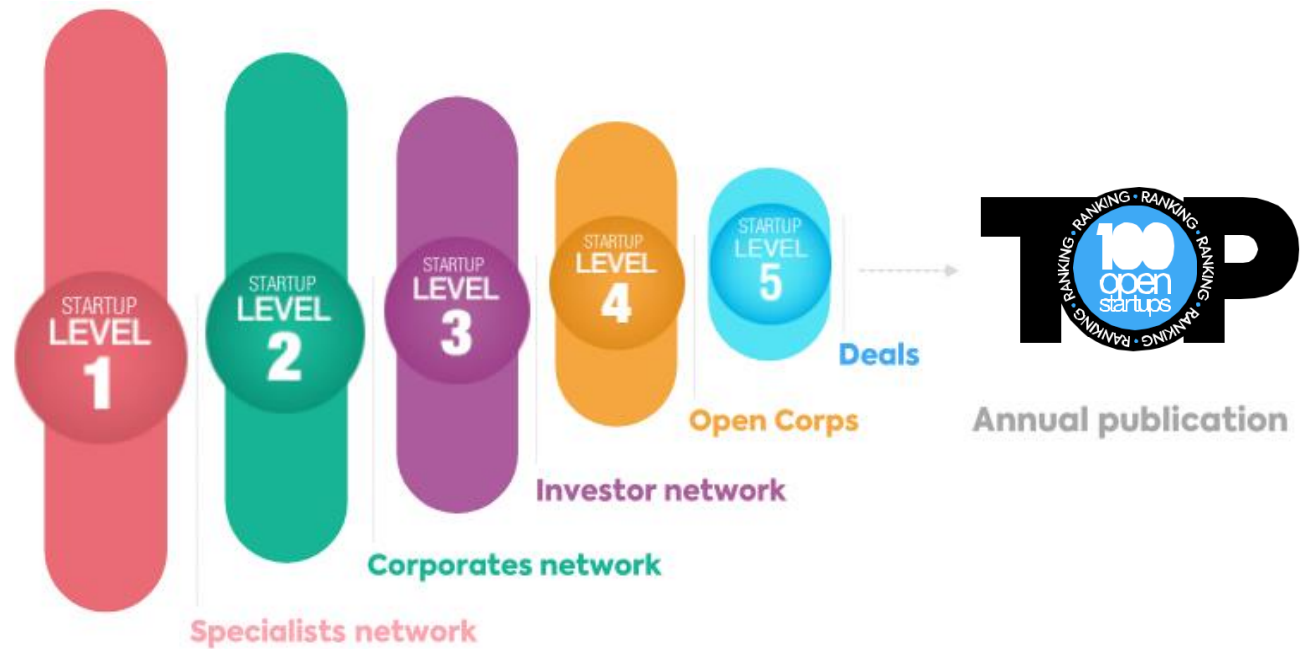 STARTUP
LEVEL
1
Specialists network
STARTUP
LEVEL
2
Corporates network
STARTUP
LEVEL
3
Investor network
STARTUP
LEVEL
4
Open Corps
STARTUP
LEVEL
5
Deals
TOP
RANKING • RANKING • RANKING • RANKING • RANKING • RANKING •
100
open
startups
Annual publication